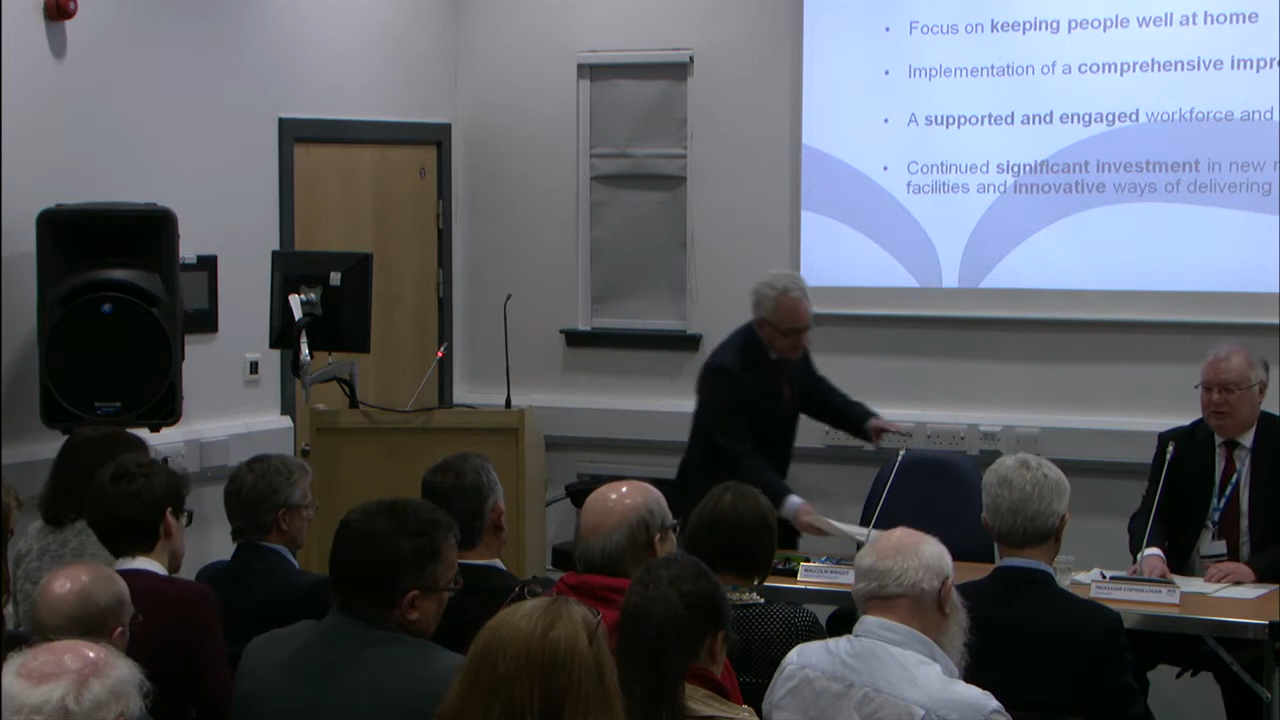 • Focus on keeping people well at home
• Implementation of a comprehensive impr
• A supported and engaged workforce and
• Continued significant investment in new
facilities and innovative ways of delivering
MALCOLM WRIGHT
PROFESSOR STEPHEN LOGAN